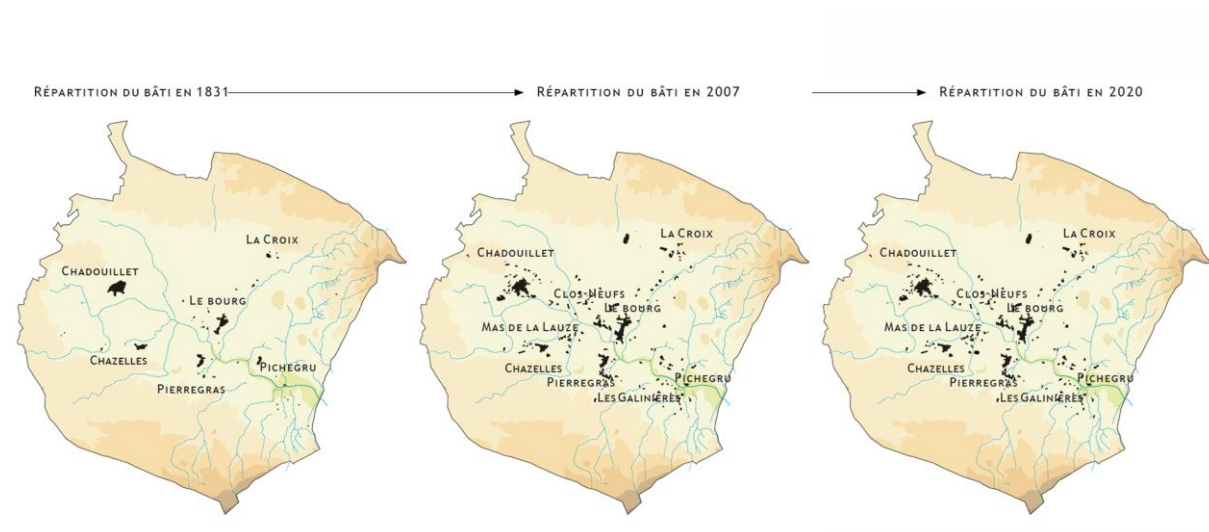 RÉPARTITION DU BÂTI EN 1831
RÉPARTITION DU BÂTI EN 2007
RÉPARTITION DU BÂTI EN 2020
LA CROIX
CHADOUILLET
LE BOURG
CHAZELLES
PICHEGRU
PIERREGRAS
LA CROIX
CHADOUILLET
CLOS-NEUFS
LE BOURG
MAS DE LA LAUZE
CHAZELLES
PICHEGRU
PIERREGRAS
LES GALINIÈRES
LA CROIX
CHADOUILLET
CLOS-NEUFS
LE BOURG
MAS DE LA LAUZE
CHAZELLES
PICHEGRU
PIERREGRAS
LES GALINIÈRES